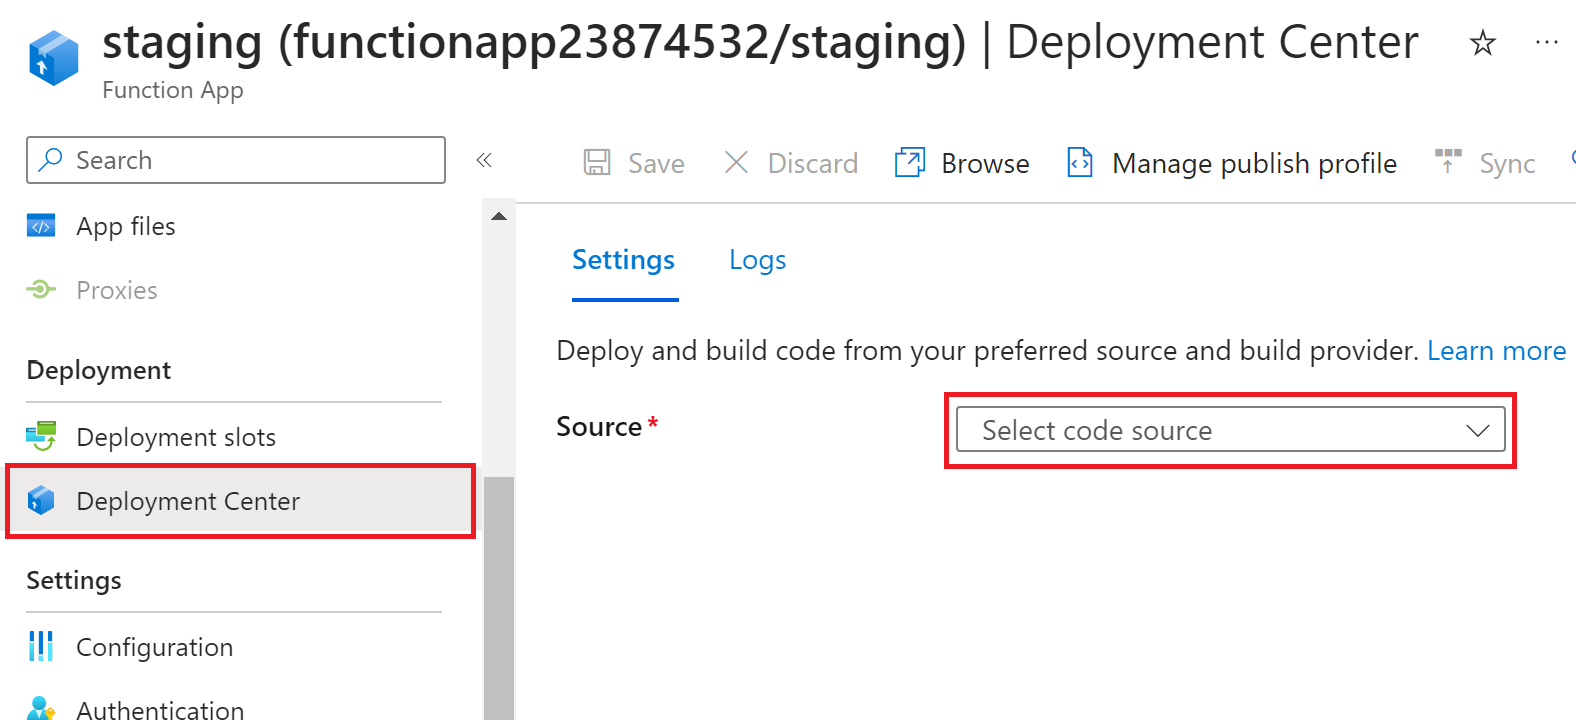 staging (functionapp23874532/staging) | Deployment Center
Function App
Search
Save
Discard
Browse
Manage publish profile
Sync
App files
Proxies
Deployment
Deployment slots
Deployment Center
Settings
Configuration
Authentication
Settings
Logs
Deploy and build code from your preferred source and build provider. Learn more
Source *
Select code source